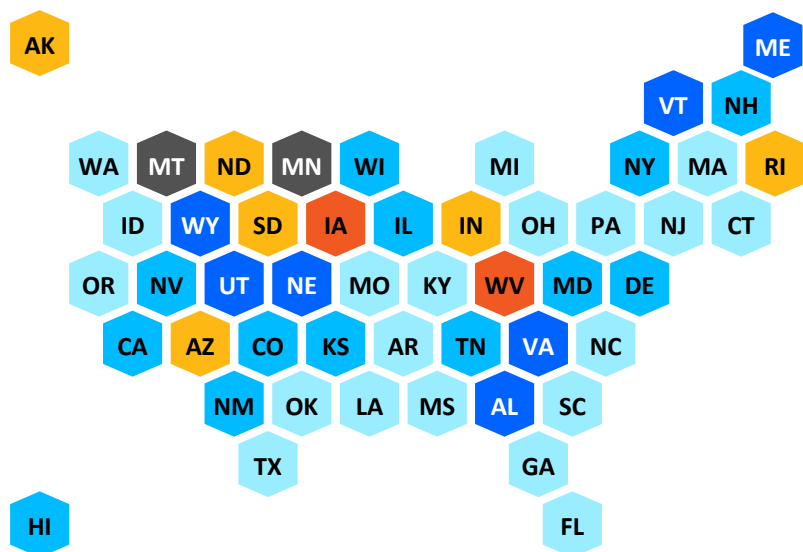 AK
ME
VT NH
WA MT ND MN WI MI NY MA RI
ID WY SD IA IL IN OH PA NJ CT
OR NV UT NE MO KY WV MD DE
CA AZ CO KS AR TN VA NC
NM OK LA MS AL SC
TX GA
HI FL